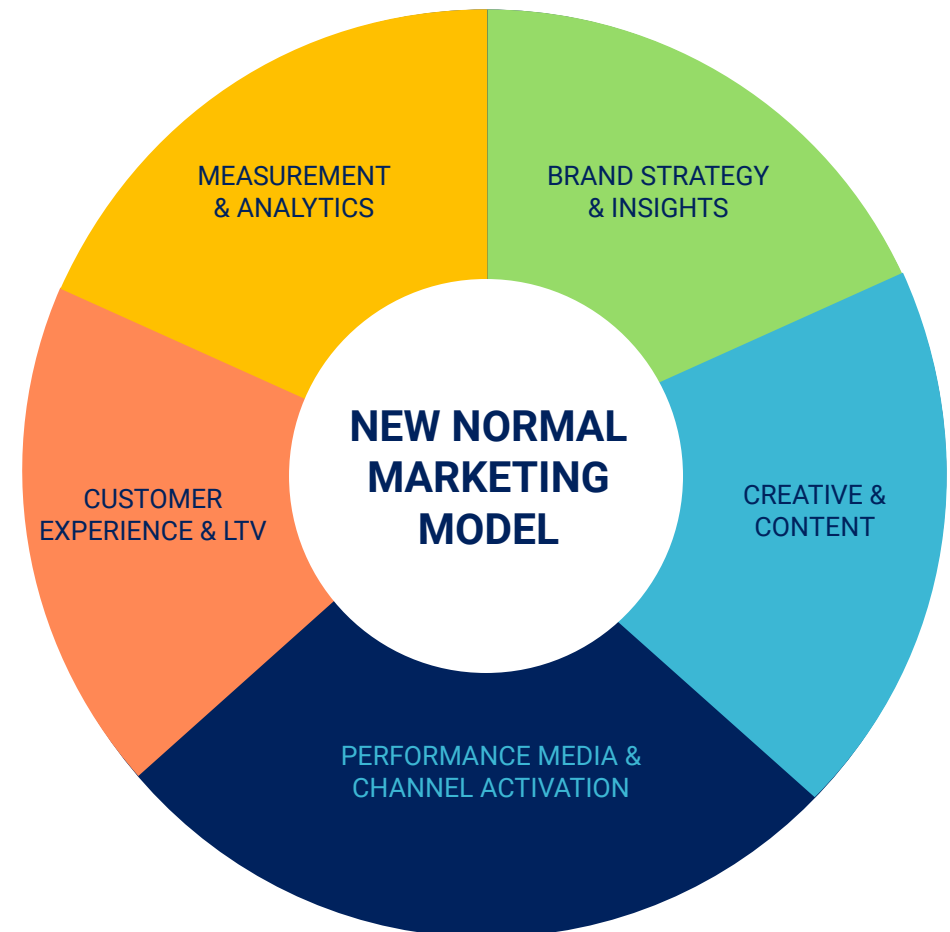 MEASUREMENT
& ANALYTICS
BRAND STRATEGY
& INSIGHTS
NEW NORMAL
MARKETING
MODEL
CUSTOMER
EXPERIENCE & LTV
CREATIVE &
CONTENT
PERFORMANCE MEDIA &
CHANNEL ACTIVATION